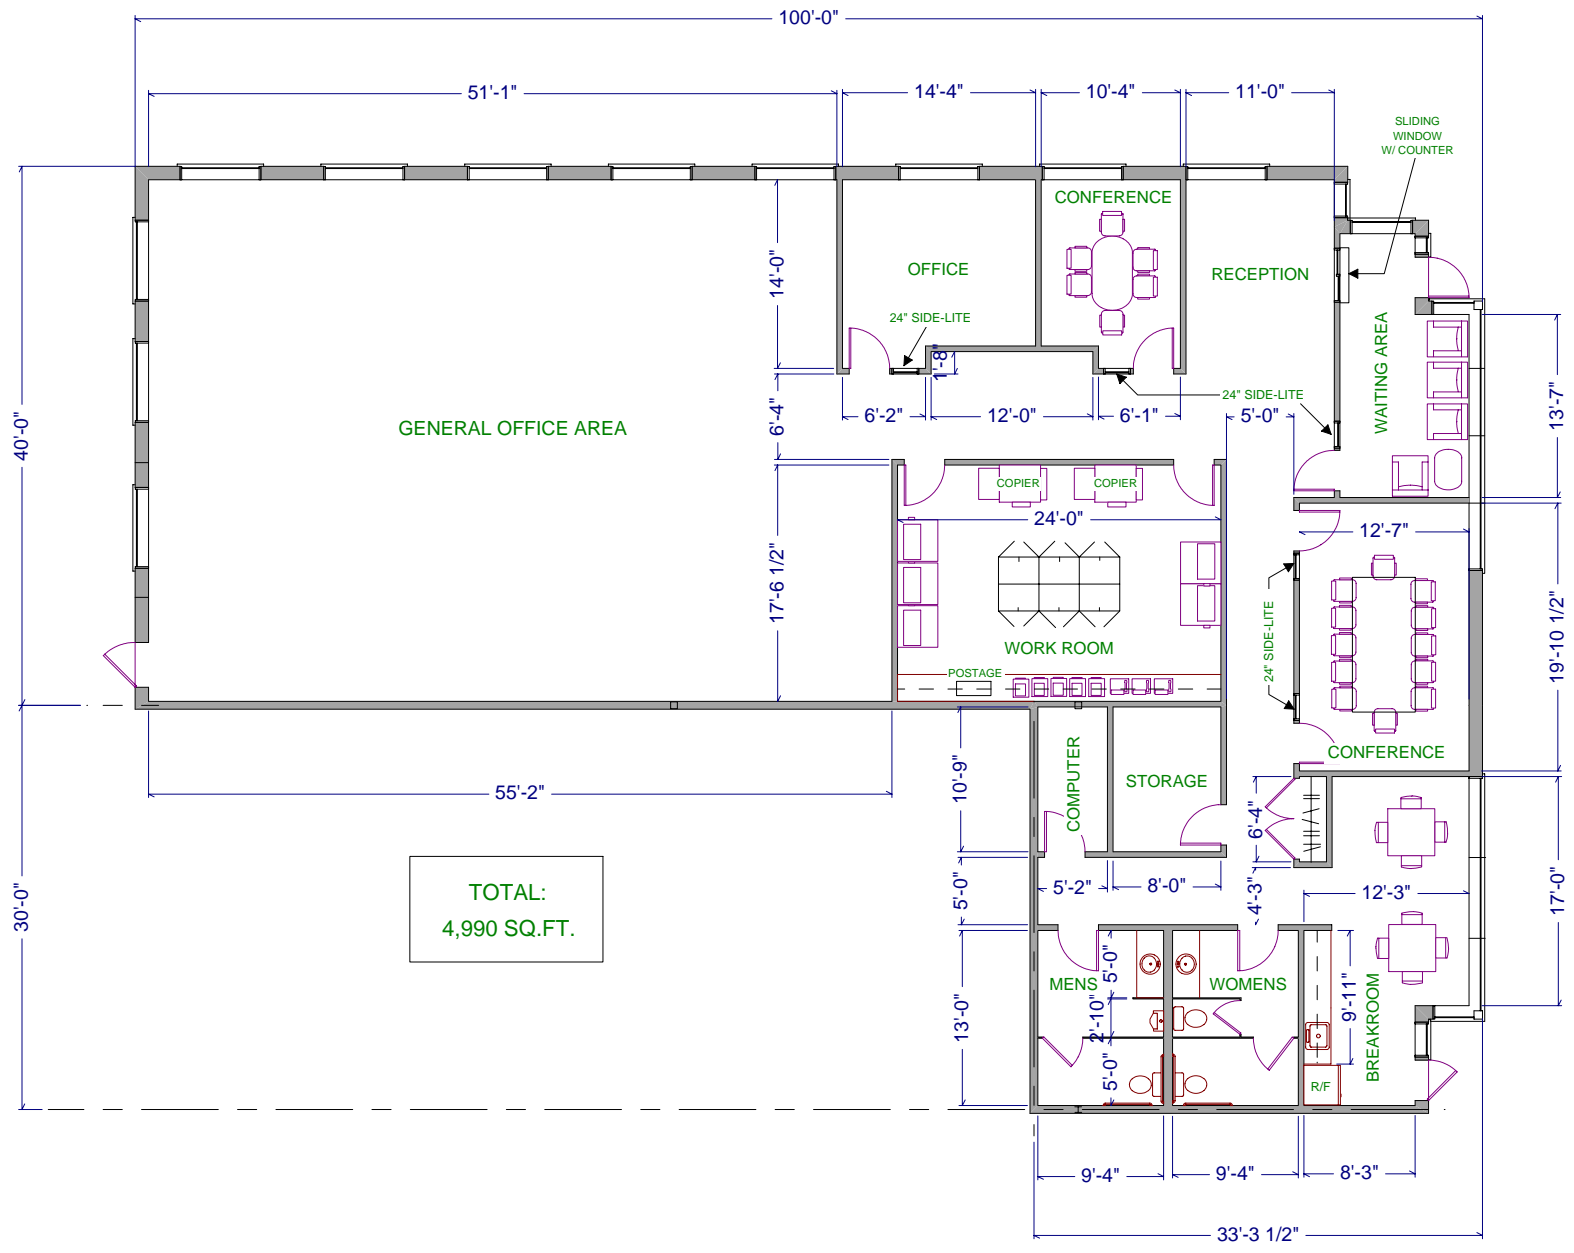 100'-0"
51'-1"
14'-4"
10'-4"
11'-0"
SLIDING
WINDOW
W/ COUNTER
CONFERENCE
OFFICE
RECEPTION
14'-0"
24" SIDE-LITE
1'-8"
WAITING AREA
24" SIDE-LITE
13'-7"
40'-0"
GENERAL OFFICE AREA
6'-4"
6'-2"
12'-0"
6'-1"
5'-0"
COPIER
COPIER
24'-0"
12'-7"
17'-6 1/2"
24" SIDE-LITE
19'-10 1/2"
WORK ROOM
POSTAGE
CONFERENCE
55'-2"
10'-9"
COMPUTER
STORAGE
6'-4"
30'-0"
TOTAL:
4,990 SQ.FT.
5'-0"
5'-2"
8'-0"
4'-3"
12'-3"
17'-0"
13'-0"
MENS
5'-0"
2'-10"
5'-0"
WOMENS
9'-11"
BREAKROOM
R/F
9'-4"
9'-4"
8'-3"
33'-3 1/2"